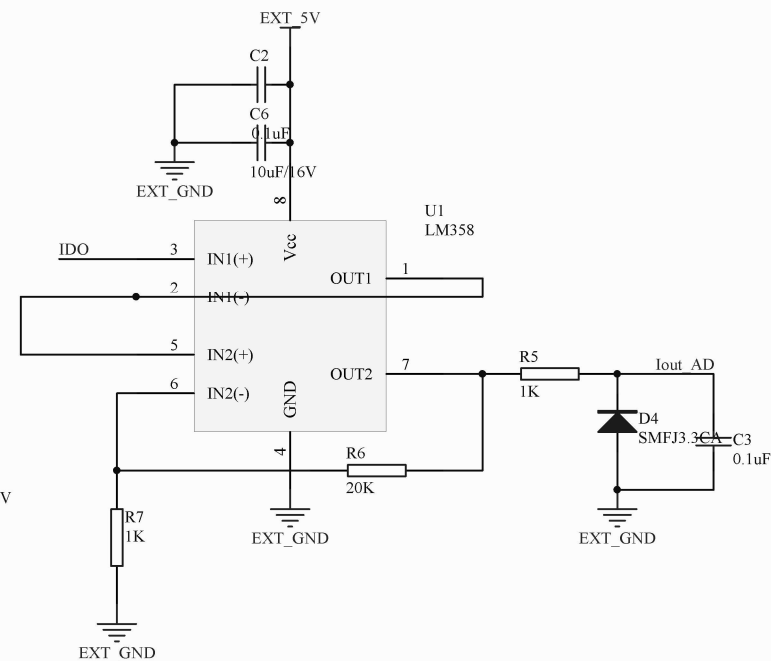 EXT_5V
C2
C6
0.1uF
10uF/16V
EXT_GND
8
U1
LM358
IDO
3
IN1(+)
Vcc
OUT1
1
2
IN1(-)
5
IN2(+)
OUT2
7
R5
1K
Iout_AD
6
IN2(-)
GND
D4
SMFJ3.3CA
C3
0.1uF
4
R6
20K
V
R7
1K
EXT_GND
EXT_GND
EXT_GND